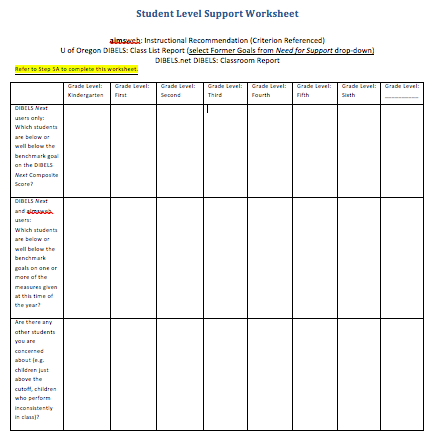 Student Level Support Worksheet
aimsweb: Instructional Recommendation (Criterion Referenced)
U of Oregon DIBELS: Class List Report (select Former Goals from Need for Support drop-down)
DIBEL5.net DIBELS: Classroom Report
Refer to Step 5A to complete this worksheet.
Grade Level: Kindergarten
Grade Level: First
Grade Level: Second
Grade Level: Third
Grade Level: Fourth
Grade Level: Fifth
Grade Level: Sixth
Grade Level: ________
DIBELS Next
users only:
Which students
are below or
well below the
benchmark goal
on the DIBELS
Next Composite
Score?
DIBELS Next
and aimsweb
users:
Which students
are below or
well below the
benchmark
goals on one or
more of the
measures given
at this time of
the year?
Are there any
other students
you are
concerned
about (e.g.
children just
above the
cutoff, children
who perform
inconsistently
in class)?